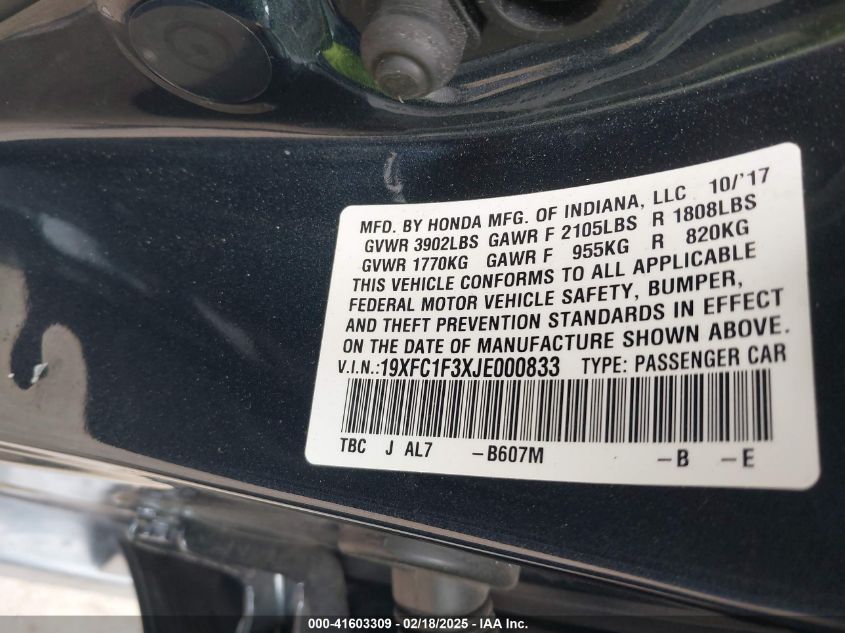 MFD. BY HONDA MFG. OF INDIANA, LLC 10/'17
GVWR 3902LBS GAWR F 2105LBS R 1808LBS
GVWR 1770KG GAWR F 955KG R 820KG
THIS VEHICLE CONFORMS TO ALL APPLICABLE
FEDERAL MOTOR VEHICLE SAFETY, BUMPER,
AND THEFT PREVENTION STANDARDS IN EFFECT
ON THE DATE OF MANUFACTURE SHOWN ABOVE.
V.I.N.:19XFC1F3XJE000833 TYPE: PASSENGER CAR
TBC J AL7 -B607M -B -E
000-41603309 - 02/18/2025 - IAA Inc.